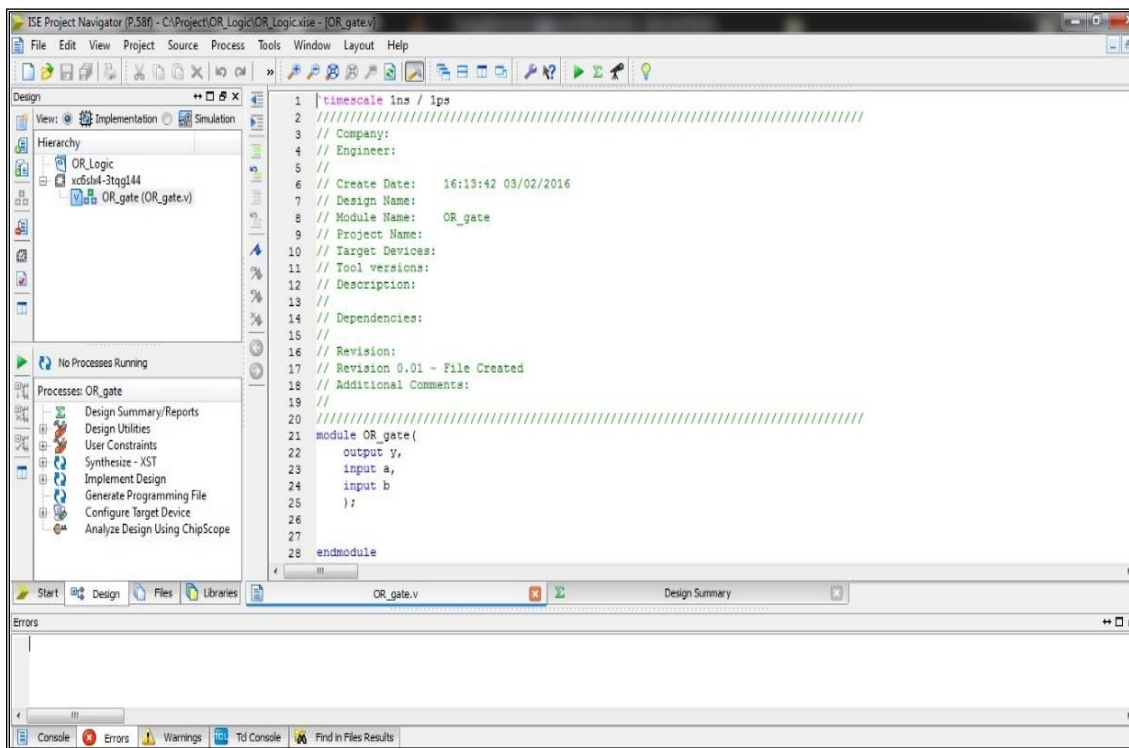 ISE Project Navigator (P.58f) - C:\Project\OR_Logic\OR_Logic.xise - [OR_gate.v]
File Edit View Project Source Process Tools Window Layout Help
Design
View: Implementation Simulation
Hierarchy
OR_Logic
xc6slx4-3tqg144
OR_gate (OR_gate.v)
No Processes Running
Processes: OR_gate
Design Summary/Reports
Design Utilities
User Constraints
Synthesize - XST
Implement Design
Generate Programming File
Configure Target Device
Analyze Design Using ChipScope
Start Design Files Libraries
1 `timescale 1ns / 1ps
2 //////////////////////////////////////////////////////////////////////////////////
3 // Company:
4 // Engineer:
5 //
6 // Create Date: 16:13:42 03/02/2016
7 // Design Name:
8 // Module Name: OR_gate
9 // Project Name:
10 // Target Devices:
11 // Tool versions:
12 // Description:
13 //
14 // Dependencies:
15 //
16 // Revision:
17 // Revision 0.01 - File Created
18 // Additional Comments:
19 //
20 //////////////////////////////////////////////////////////////////////////////////
21 module OR_gate(
22 output y,
23 input a,
24 input b
25 );
26
27
28 endmodule
OR_gate.v Design Summary
Errors
Console Errors Warnings Tcl Console Find in Files Results